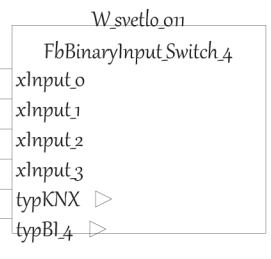 W_svetlo_011
FbBinaryInput_Switch_4
xInput_0
xInput_1
xInput_2
xInput_3
typKNX
typBI_4